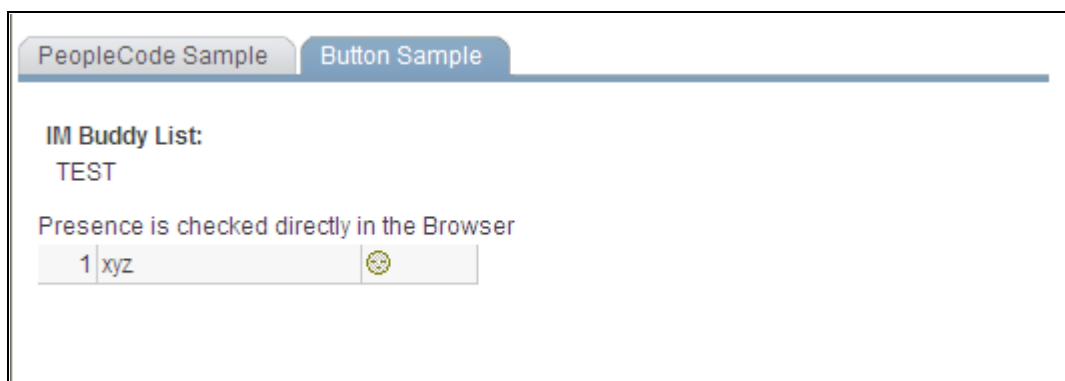 PeopleCode Sample Button Sample
IM Buddy List:
TEST
Presence is checked directly in the Browser
1 xyz